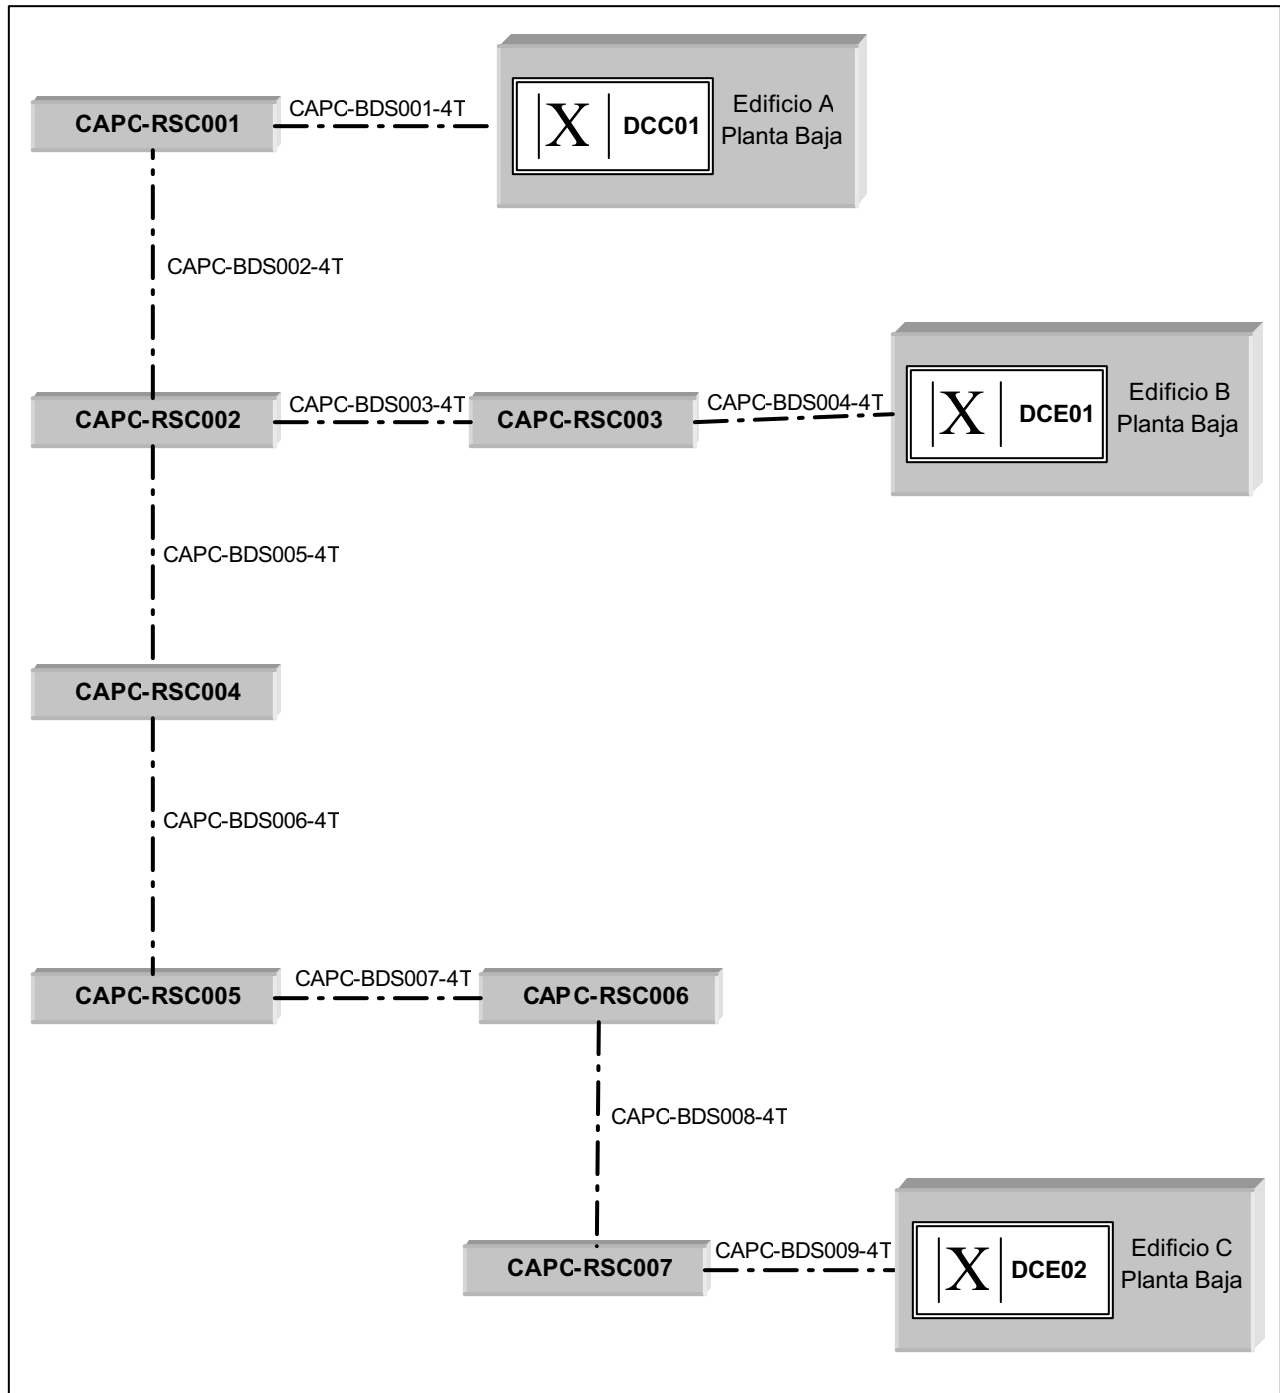 CAPC-RSC001
CAPC-BDS001-4T
X
DCC01
Edificio A
Planta Baja
CAPC-BDS002-4T
CAPC-RSC002
CAPC-BDS003-4T
CAPC-RSC003
CAPC-BDS004-4T
X
DCE01
Edificio B
Planta Baja
CAPC-BDS005-4T
CAPC-RSC004
CAPC-BDS006-4T
CAPC-RSC005
CAPC-BDS007-4T
CAPC-RSC006
CAPC-BDS008-4T
CAPC-RSC007
CAPC-BDS009-4T
X
DCE02
Edificio C
Planta Baja